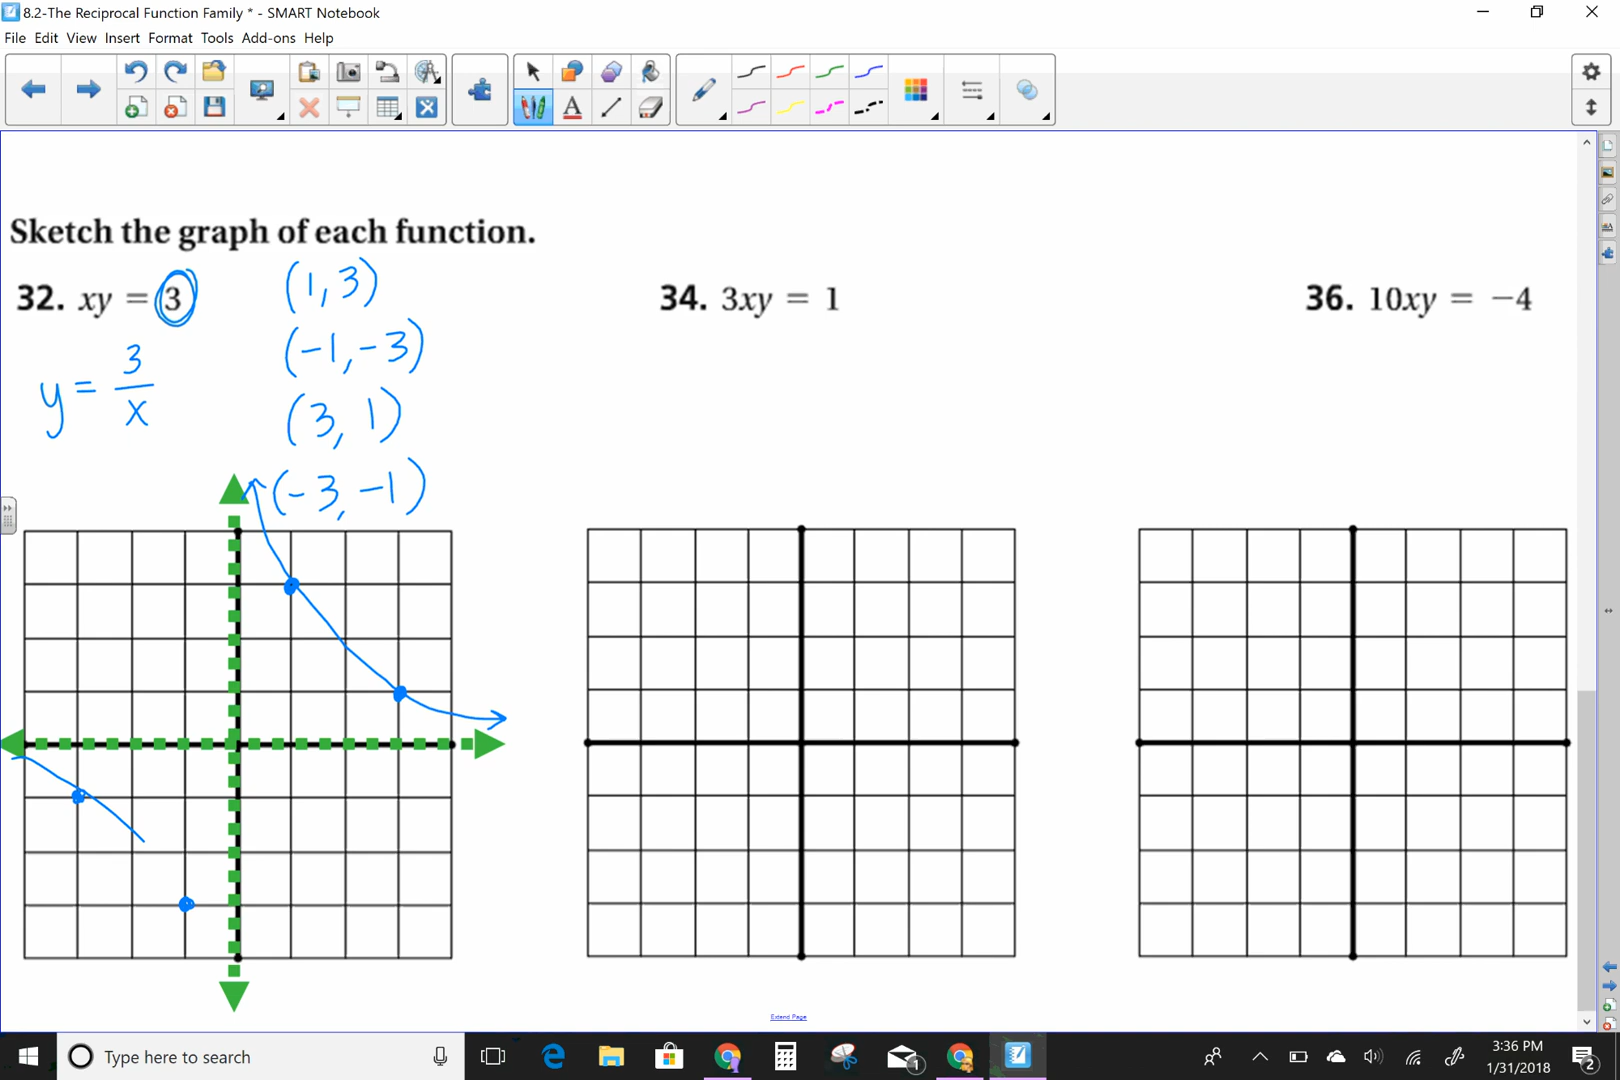 8.2-The Reciprocal Function Family * - SMART Notebook
File Edit View Insert Format Tools Add-ons Help
Sketch the graph of each function.
32. xy = 3
y = 3/x
(1, 3)
(-1, -3)
(3, 1)
(-3, -1)
34. 3xy = 1
36. 10xy = −4
Extend Page
Type here to search
1
3:36 PM
1/31/2018
2